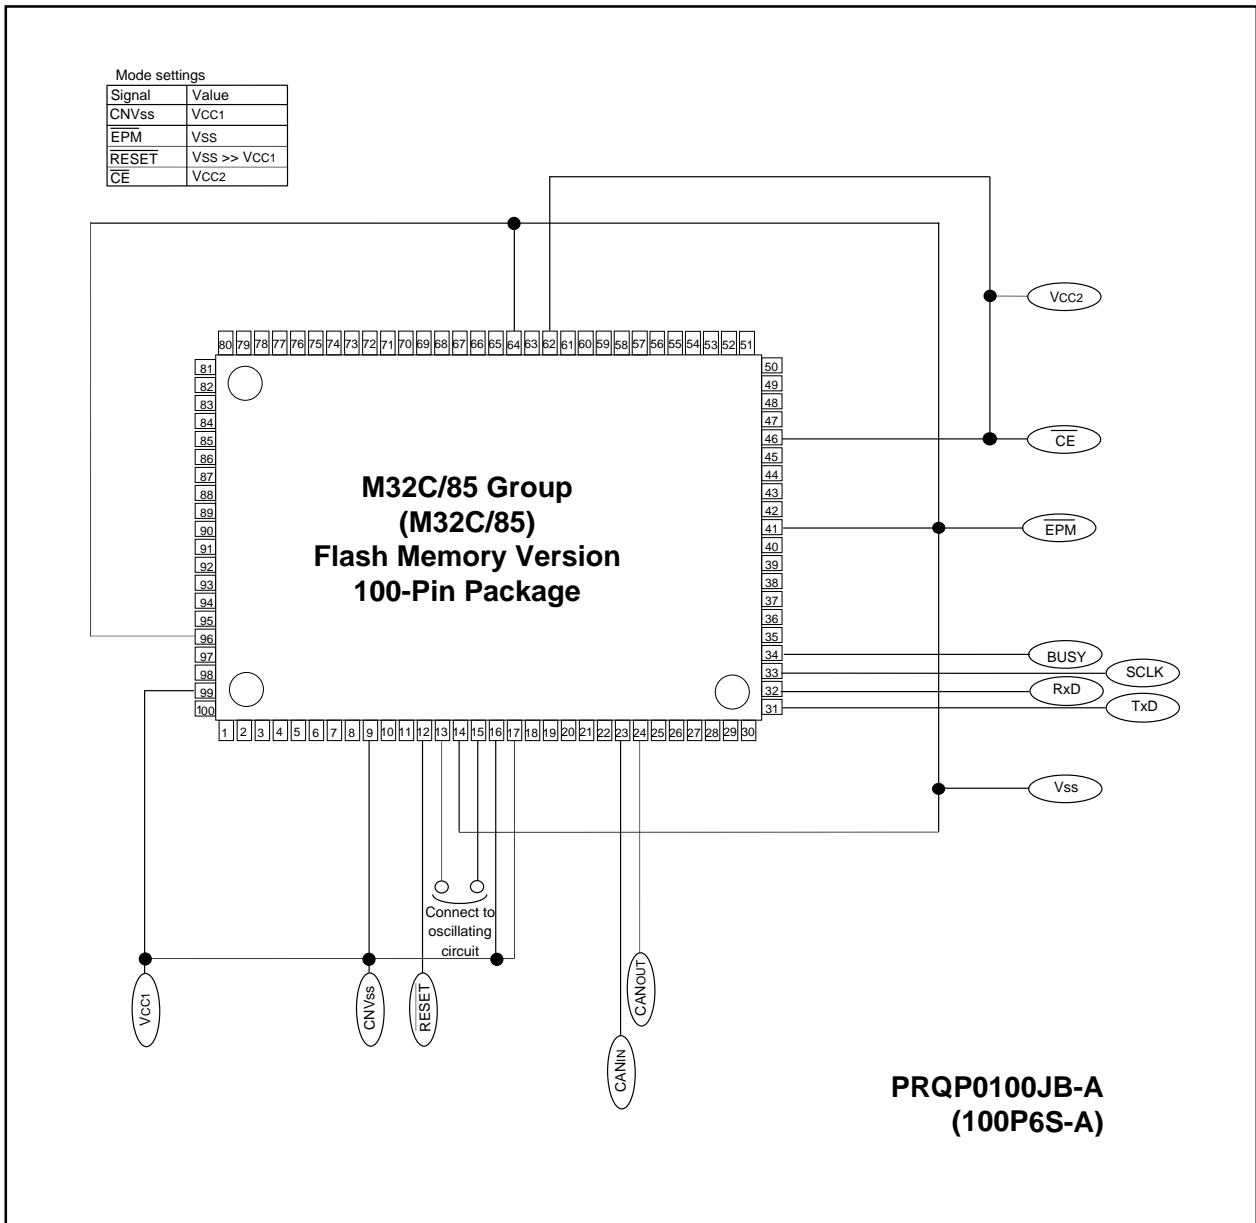 Mode settings
Signal Value
CNVss VCC1
EPM VSS
RESET VSS >> VCC1
CE VCC2
VCC2
80 79 78 77 76 75 74 73 72 71 70 69 68 67 66 65 64 63 62 61 60 59 58 57 56 55 54 53 52 51
81
82
83
84
85
86
87
88
89
90
91
92
93
94
95
96
97
98
99
100
M32C/85 Group
(M32C/85)
Flash Memory Version
100-Pin Package
50
49
48
47
46
45
44
43
42
41
40
39
38
37
36
35
34
33
32
31
CE
EPM
BUSY
SCLK
RxD
TxD
1 2 3 4 5 6 7 8 9 10 11 12 13 14 15 16 17 18 19 20 21 22 23 24 25 26 27 28 29 30
Vss
Connect to
oscillating
circuit
VCC1
CNVss
RESET
CANOUT
CANIN
PRQP0100JB-A
(100P6S-A)